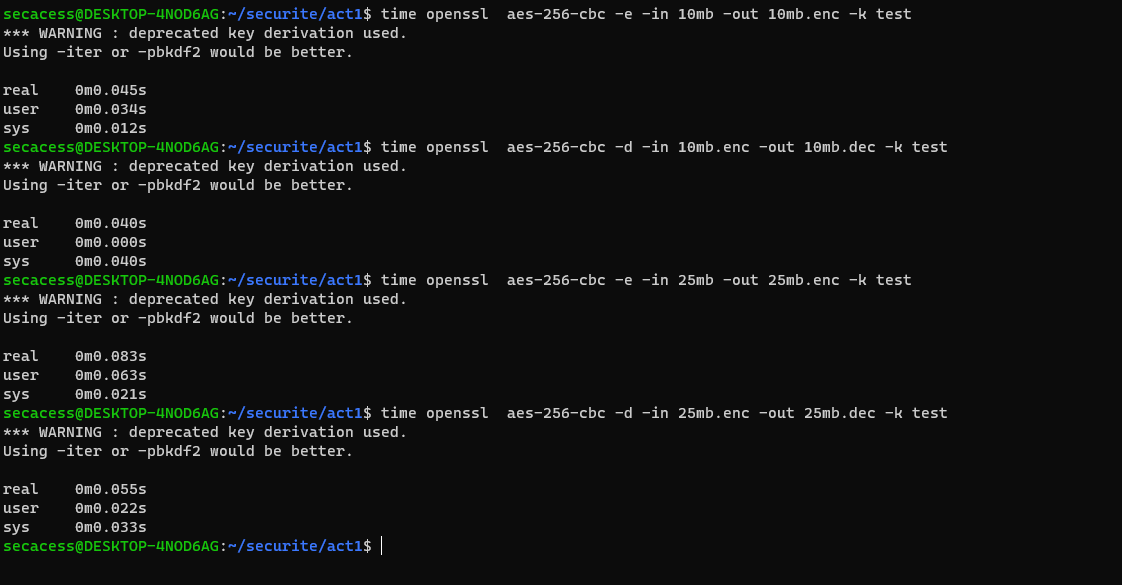 secacess@DESKTOP-4NOD6AG:~/securite/act1$ time openssl  aes-256-cbc -e -in 10mb -out 10mb.enc -k test
*** WARNING : deprecated key derivation used.
Using -iter or -pbkdf2 would be better.

real    0m0.045s
user    0m0.034s
sys     0m0.012s
secacess@DESKTOP-4NOD6AG:~/securite/act1$ time openssl  aes-256-cbc -d -in 10mb.enc -out 10mb.dec -k test
*** WARNING : deprecated key derivation used.
Using -iter or -pbkdf2 would be better.

real    0m0.040s
user    0m0.000s
sys     0m0.040s
secacess@DESKTOP-4NOD6AG:~/securite/act1$ time openssl  aes-256-cbc -e -in 25mb -out 25mb.enc -k test
*** WARNING : deprecated key derivation used.
Using -iter or -pbkdf2 would be better.

real    0m0.083s
user    0m0.063s
sys     0m0.021s
secacess@DESKTOP-4NOD6AG:~/securite/act1$ time openssl  aes-256-cbc -d -in 25mb.enc -out 25mb.dec -k test
*** WARNING : deprecated key derivation used.
Using -iter or -pbkdf2 would be better.

real    0m0.055s
user    0m0.022s
sys     0m0.033s
secacess@DESKTOP-4NOD6AG:~/securite/act1$